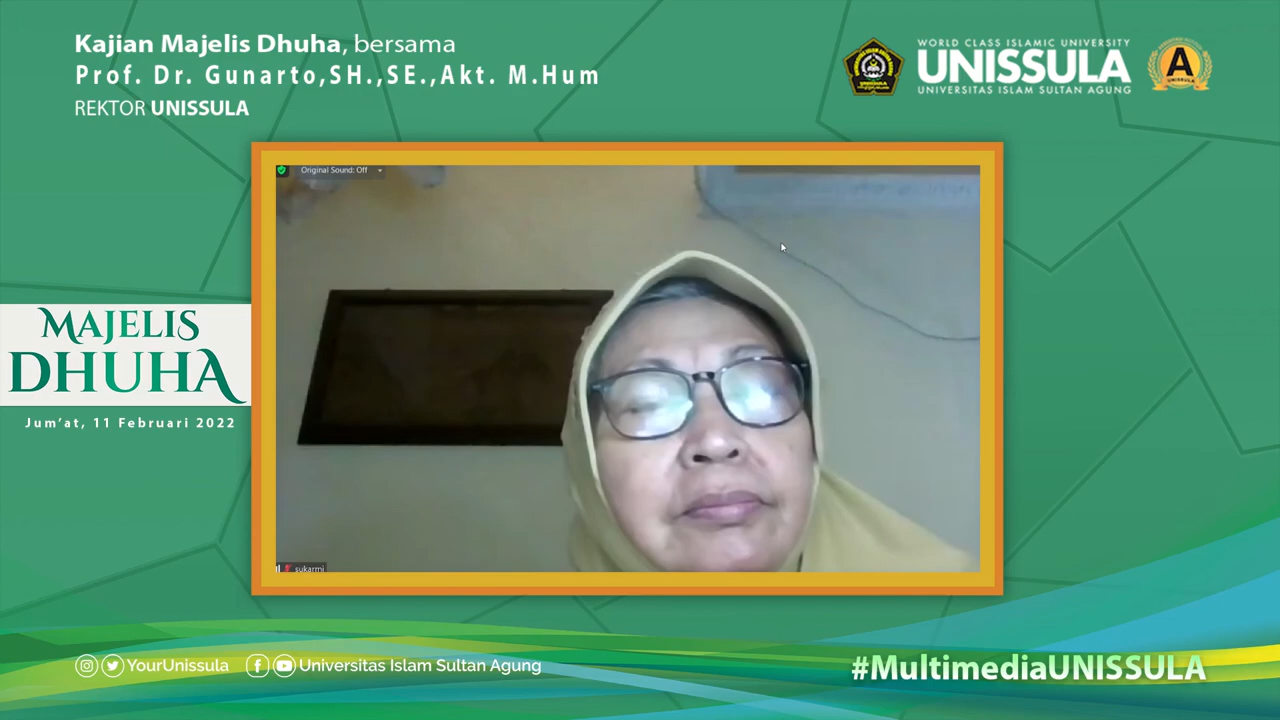 Kajian Majelis Dhuha, bersama
Prof. Dr. Gunarto,SH.,SE.,Akt. M.Hum
REKTOR UNISSULA
WORLD CLASS ISLAMIC UNIVERSITY
UNISSULA
UNIVERSITAS ISLAM SULTAN AGUNG
A
UNISSULA
Original Sound: Off
MAJELIS
DHUHA
Jum'at, 11 Februari 2022
sukarmi
YourUnissula
Universitas Islam Sultan Agung
#MultimediaUNISSULA